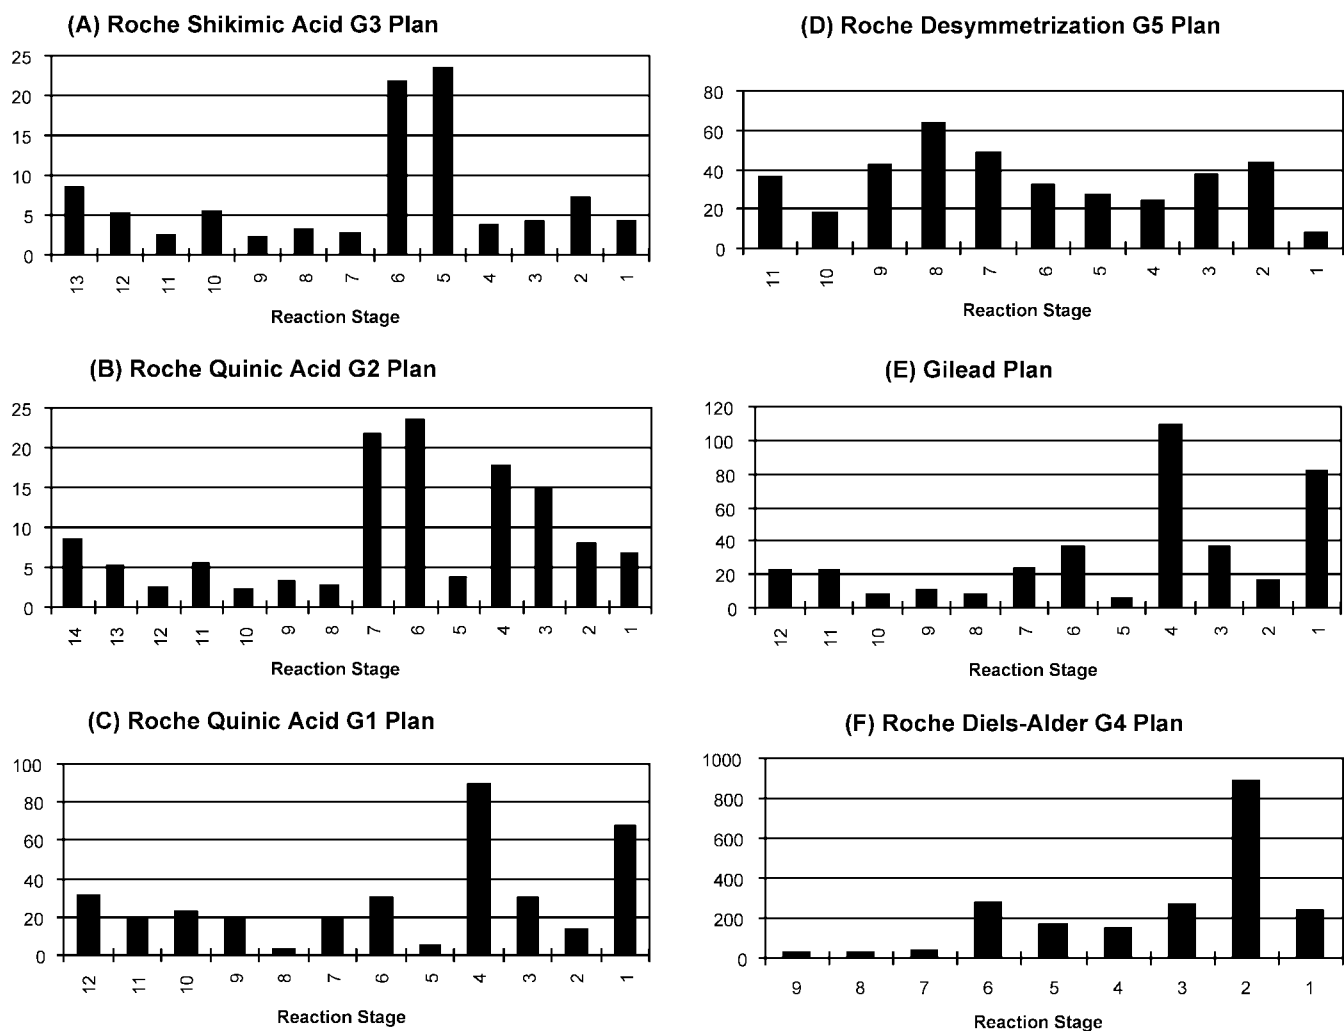 (A) Roche Shikimic Acid G3 Plan
25
20
15
10
5
0
13 12 11 10 9 8 7 6 5 4 3 2 1
Reaction Stage
(B) Roche Quinic Acid G2 Plan
25
20
15
10
5
0
14 13 12 11 10 9 8 7 6 5 4 3 2 1
Reaction Stage
(C) Roche Quinic Acid G1 Plan
100
80
60
40
20
0
12 11 10 9 8 7 6 5 4 3 2 1
Reaction Stage
(D) Roche Desymmetrization G5 Plan
80
60
40
20
0
11 10 9 8 7 6 5 4 3 2 1
Reaction Stage
(E) Gilead Plan
120
100
80
60
40
20
0
12 11 10 9 8 7 6 5 4 3 2 1
Reaction Stage
(F) Roche Diels-Alder G4 Plan
1000
800
600
400
200
0
9 8 7 6 5 4 3 2 1
Reaction Stage